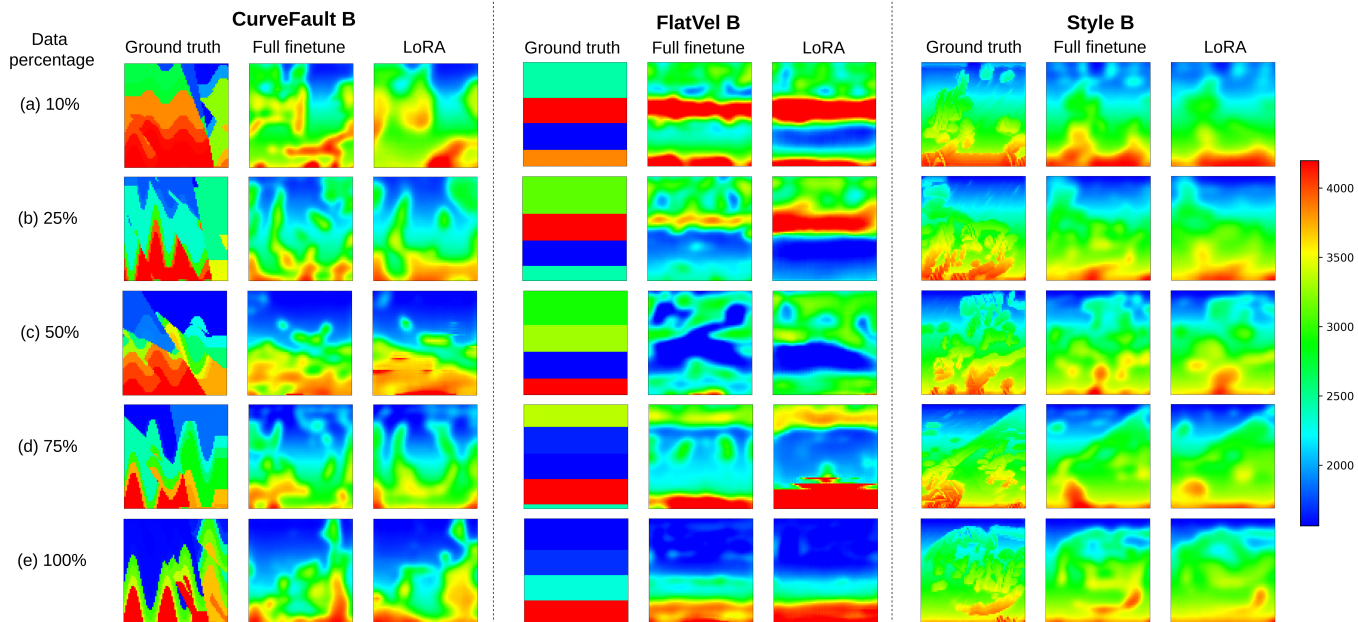 CurveFault B
FlatVel B
Style B
Data
percentage
Ground truth
Full finetune
LoRA
Ground truth
Full finetune
LoRA
Ground truth
Full finetune
LoRA
(a) 10%
(b) 25%
(c) 50%
(d) 75%
(e) 100%
4000
3500
3000
2500
2000